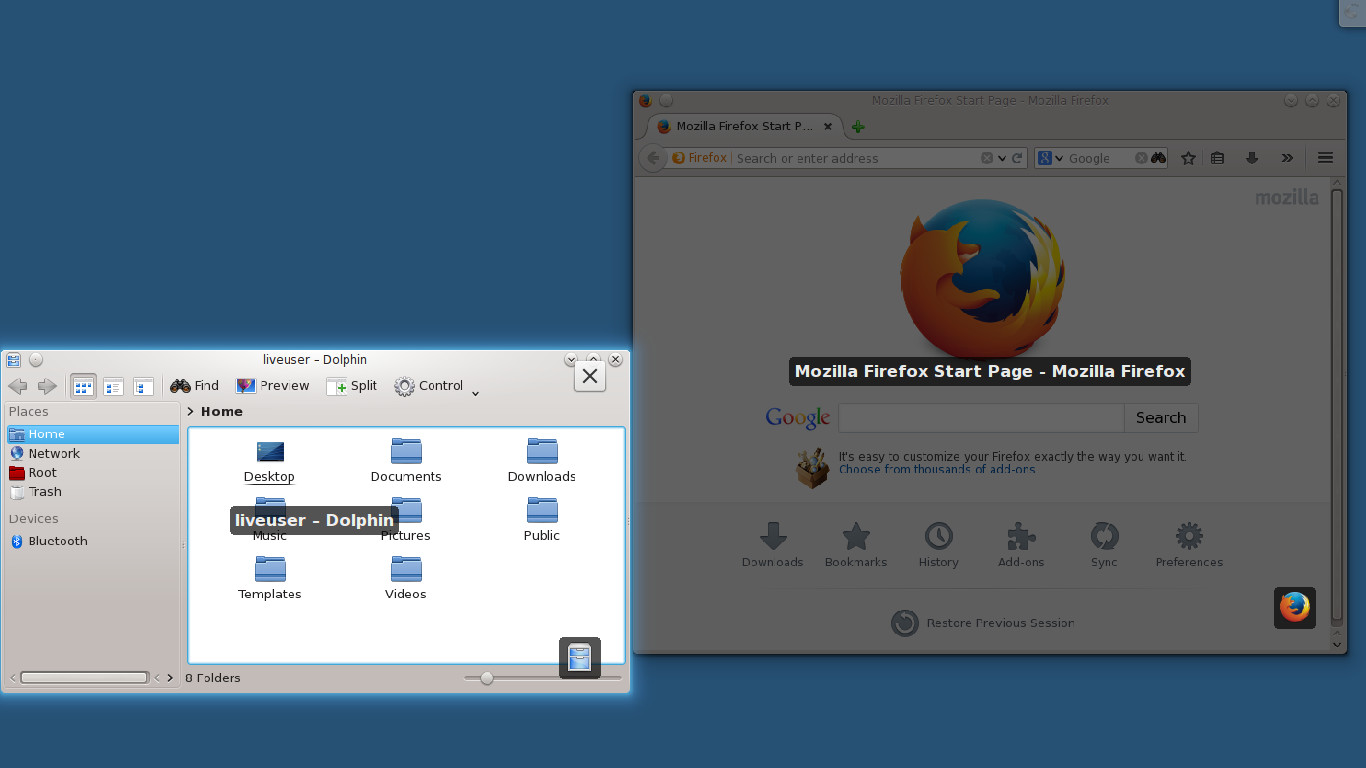 Mozilla Firefox Start Page - Mozilla Firefox
Mozilla Firefox Start P...
Firefox
Search or enter address
Google
mozilla
Mozilla Firefox Start Page - Mozilla Firefox
Google
Search
It's easy to customize your Firefox exactly the way you want it.
Choose from thousands of add-ons.
Downloads
Bookmarks
History
Add-ons
Sync
Preferences
Restore Previous Session
liveuser – Dolphin
Find
Preview
Split
Control
Places
Home
Network
Root
Trash
Devices
Bluetooth
> Home
Desktop
Documents
Downloads
liveuser – Dolphin
Music
Pictures
Public
Templates
Videos
8 Folders